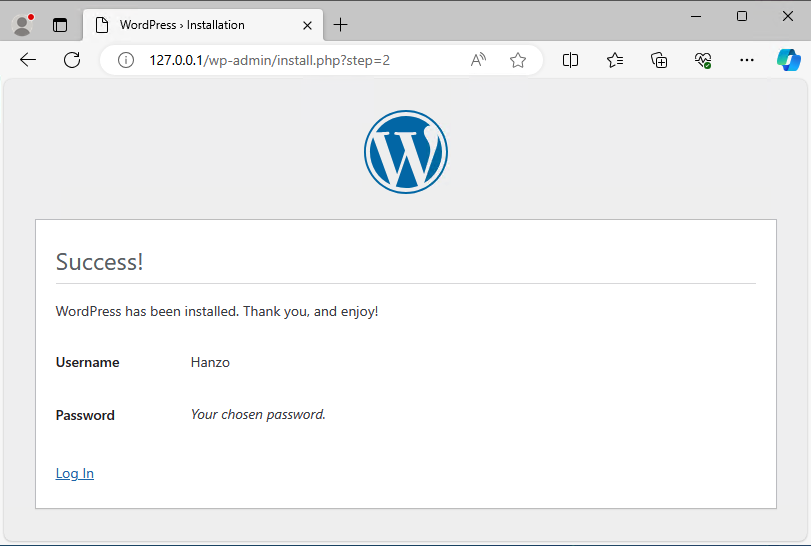 WordPress › Installation
127.0.0.1/wp-admin/install.php?step=2
Success!
WordPress has been installed. Thank you, and enjoy!
Username Hanzo
Password Your chosen password.
Log In